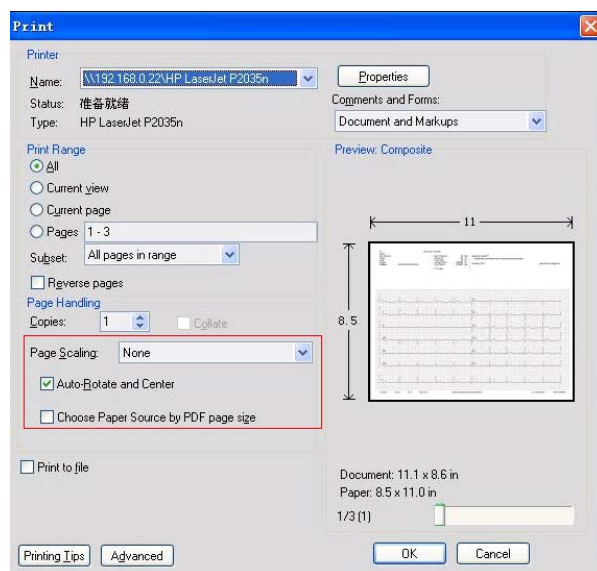 Print
Printer
Name: \\192.168.0.22\HP LaserJet P2035n
Properties
Status: 准备就绪
Comments and Forms:
Type: HP LaserJet P2035n
Document and Markups
Print Range
All
Current view
Current page
Pages 1 - 3
Subset: All pages in range
Reverse pages
Page Handling
Copies: 1
Collate
Page Scaling: None
Auto-Rotate and Center
Choose Paper Source by PDF page size
Print to file
Preview: Composite
11
8.5
Document: 11.1 x 8.6 in
Paper: 8.5 x 11.0 in
1/3 (1)
Printing Tips
Advanced
OK
Cancel